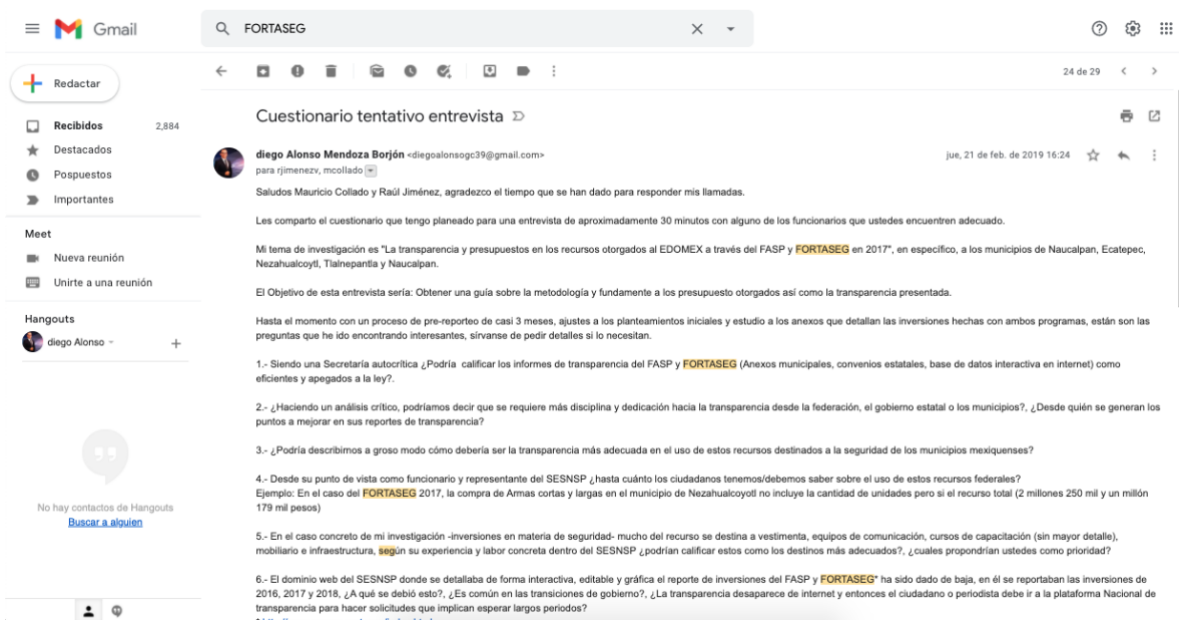 Gmail
FORTASEG
Redactar
24 de 29
Recibidos 2,884
Destacados
Pospuestos
Importantes
Meet
Nueva reunión
Unirte a una reunión
Hangouts
diego Alonso
No hay contactos de Hangouts
Buscar a alguien
Cuestionario tentativo entrevista
diego Alonso Mendoza Borjón <diegoalonsogc39@gmail.com>
jue, 21 de feb. de 2019 16:24
para rjimenezv, mcollado
Saludos Mauricio Collado y Raúl Jiménez, agradezco el tiempo que se han dado para responder mis llamadas.
Les comparto el cuestionario que tengo planeado para una entrevista de aproximadamente 30 minutos con alguno de los funcionarios que ustedes encuentren adecuado.
Mi tema de investigación es "La transparencia y presupuestos en los recursos otorgados al EDOMEX a través del FASP y FORTASEG en 2017", en específico, a los municipios de Naucalpan, Ecatepec,
Nezahualcoytl, Tlalnepantla y Naucalpan.
El Objetivo de esta entrevista sería: Obtener una guía sobre la metodología y fundamente a los presupuesto otorgados así como la transparencia presentada.
Hasta el momento con un proceso de pre-reporteo de casi 3 meses, ajustes a los planteamientos iniciales y estudio a los anexos que detallan las inversiones hechas con ambos programas, están son las
preguntas que he ido encontrando interesantes, sírvanse de pedir detalles si lo necesitan.
1.- Siendo una Secretaría autocrítica ¿Podría calificar los informes de transparencia del FASP y FORTASEG (Anexos municipales, convenios estatales, base de datos interactiva en internet) como
eficientes y apegados a la ley?.
2.- ¿Haciendo un análisis crítico, podríamos decir que se requiere más disciplina y dedicación hacia la transparencia desde la federación, el gobierno estatal o los municipios?, ¿Desde quién se generan los
puntos a mejorar en sus reportes de transparencia?
3.- ¿Podría describirnos a groso modo cómo debería ser la transparencia más adecuada en el uso de estos recursos destinados a la seguridad de los municipios mexiquenses?
4.- Desde su punto de vista como funcionario y representante del SESNSP ¿hasta cuánto los ciudadanos tenemos/debemos saber sobre el uso de estos recursos federales?
Ejemplo: En el caso del FORTASEG 2017, la compra de Armas cortas y largas en el municipio de Nezahualcoyotl no incluye la cantidad de unidades pero si el recurso total (2 millones 250 mil y un millón
179 mil pesos)
5.- En el caso concreto de mi investigación -inversiones en materia de seguridad- mucho del recurso se destina a vestimenta, equipos de comunicación, cursos de capacitación (sin mayor detalle),
mobiliario e infraestructura, según su experiencia y labor concreta dentro del SESNSP ¿podrían calificar estos como los destinos más adecuados?, ¿cuales propondrían ustedes como prioridad?
6.- El dominio web del SESNSP donde se detallaba de forma interactiva, editable y gráfica el reporte de inversiones del FASP y FORTASEG* ha sido dado de baja, en él se reportaban las inversiones de
2016, 2017 y 2018, ¿A qué se debió esto?, ¿Es común en las transiciones de gobierno?, ¿La transparencia desaparece de internet y entonces el ciudadano o periodista debe ir a la plataforma Nacional de
transparencia para hacer solicitudes que implican esperar largos periodos?